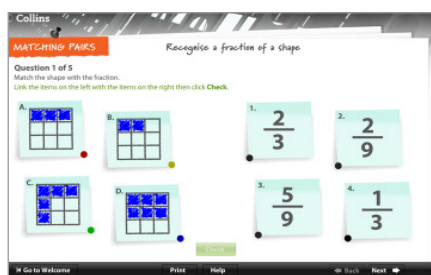 Collins
MATCHING PAIRS
Recognise a fraction of a shape
Question 1 of 5
Match the shape with the fraction.
Link the items on the left with the items on the right then click Check.
A.
B.
1.
2
3
2.
2
9
C.
D.
3.
5
9
4.
1
3
Check
Go to Welcome
Print
Help
Back
Next